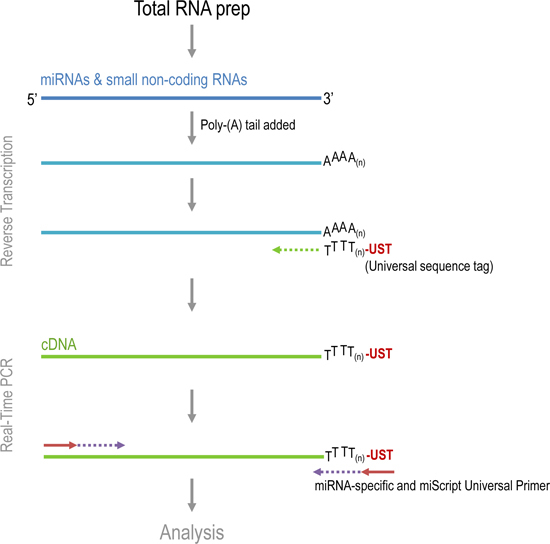 Total RNA prep
miRNAs & small non-coding RNAs
5’ 3’
Poly-(A) tail added
AAAA(n)
Reverse Transcription
AAAA(n)
TTTT(n)-UST
(Universal sequence tag)
cDNA
TTTT(n)-UST
Real-Time PCR
TTTT(n)-UST
miRNA-specific and miScript Universal Primer
Analysis